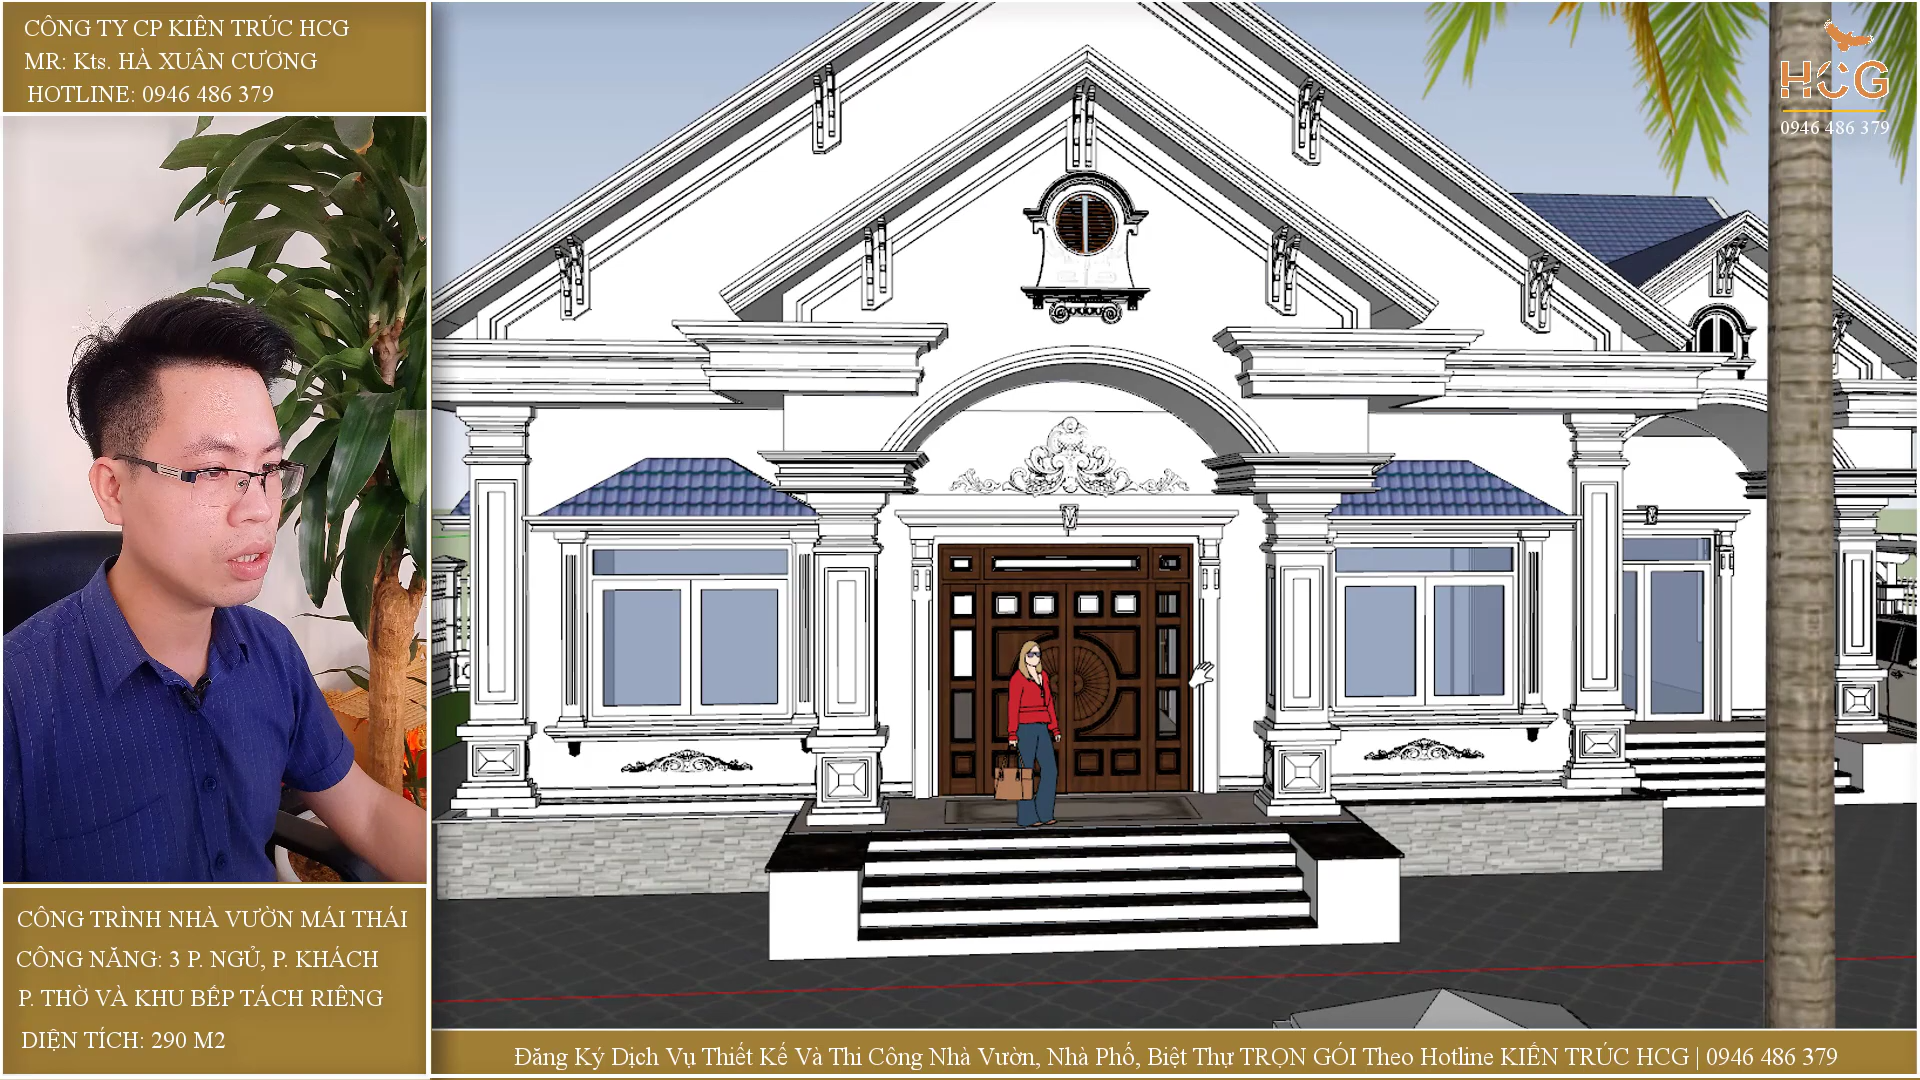 CÔNG TY CP KIẾN TRÚC HCG
MR: Kts. HÀ XUÂN CƯƠNG
HOTLINE: 0946 486 379
HCG
0946 486 379
CÔNG TRÌNH NHÀ VƯỜN MÁI THÁI
CÔNG NĂNG: 3 P. NGỦ, P. KHÁCH
P. THỜ VÀ KHU BẾP TÁCH RIÊNG
DIỆN TÍCH: 290 M2
Đăng Ký Dịch Vụ Thiết Kế Và Thi Công Nhà Vườn, Nhà Phố, Biệt Thự TRỌN GÓI Theo Hotline KIẾN TRÚC HCG | 0946 486 379